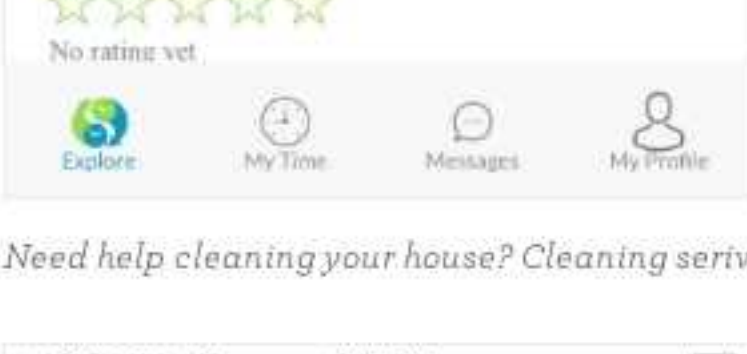 No rating yet
Explore
My Time
Messages
My Profile
Need help cleaning your house? Cleaning seriv